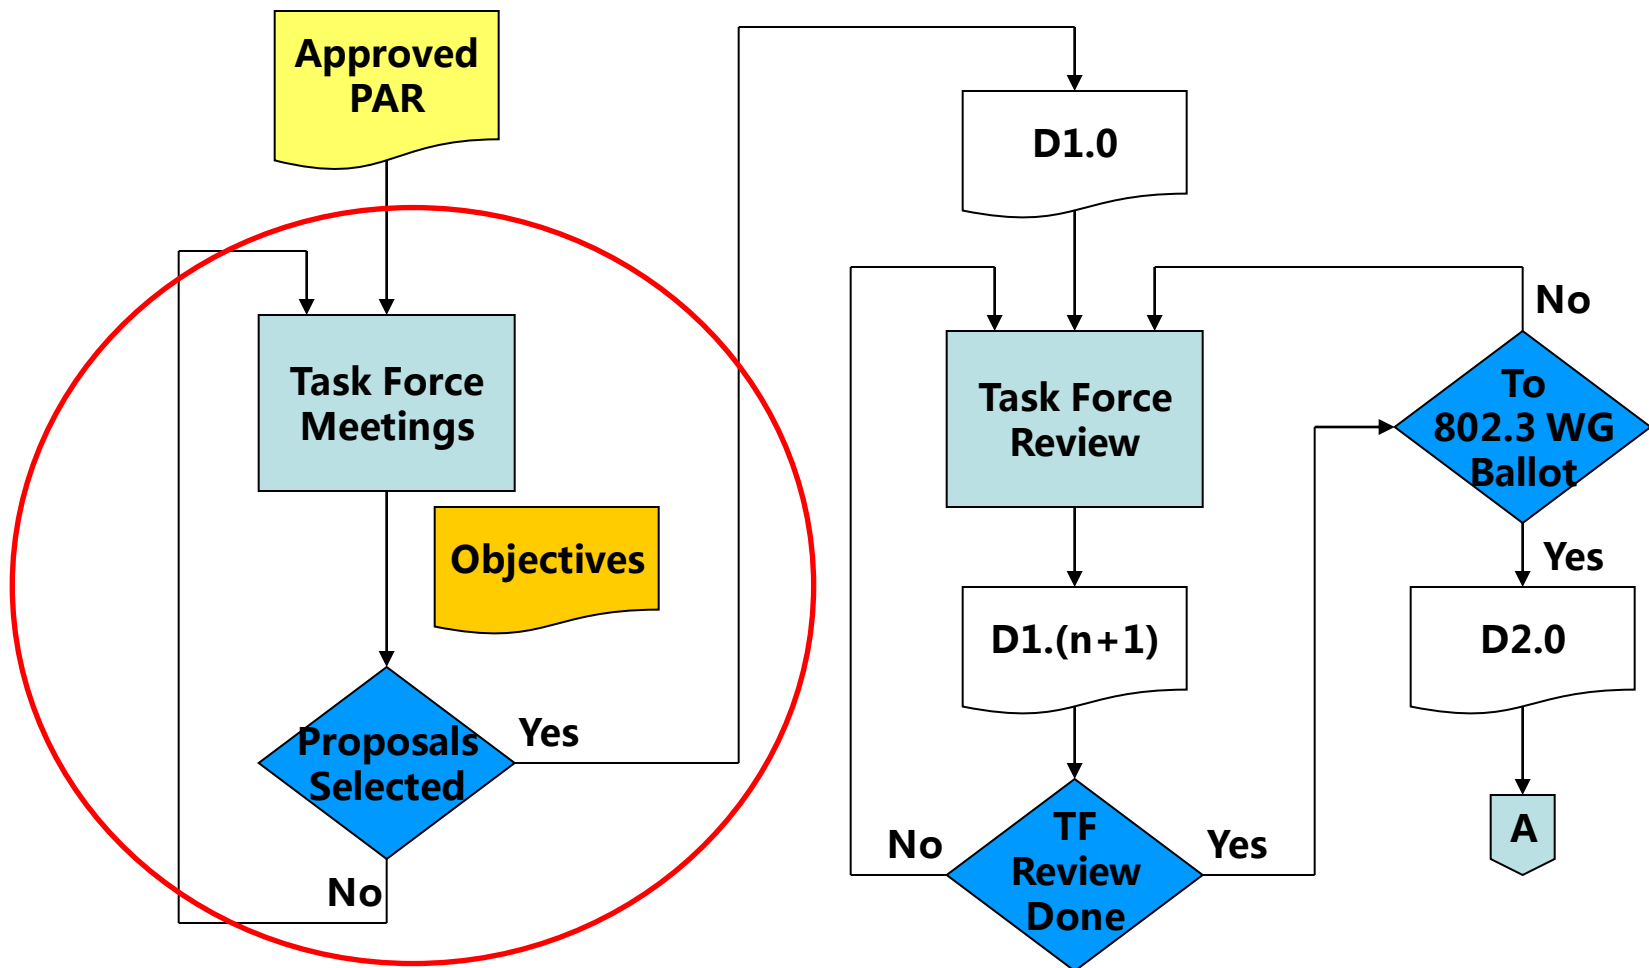 Approved
PAR
Task Force
Meetings
Objectives
Proposals
Selected
Yes
No
D1.0
Task Force
Review
D1.(n+1)
TF
Review
Done
No
Yes
To
802.3 WG
Ballot
No
Yes
D2.0
A